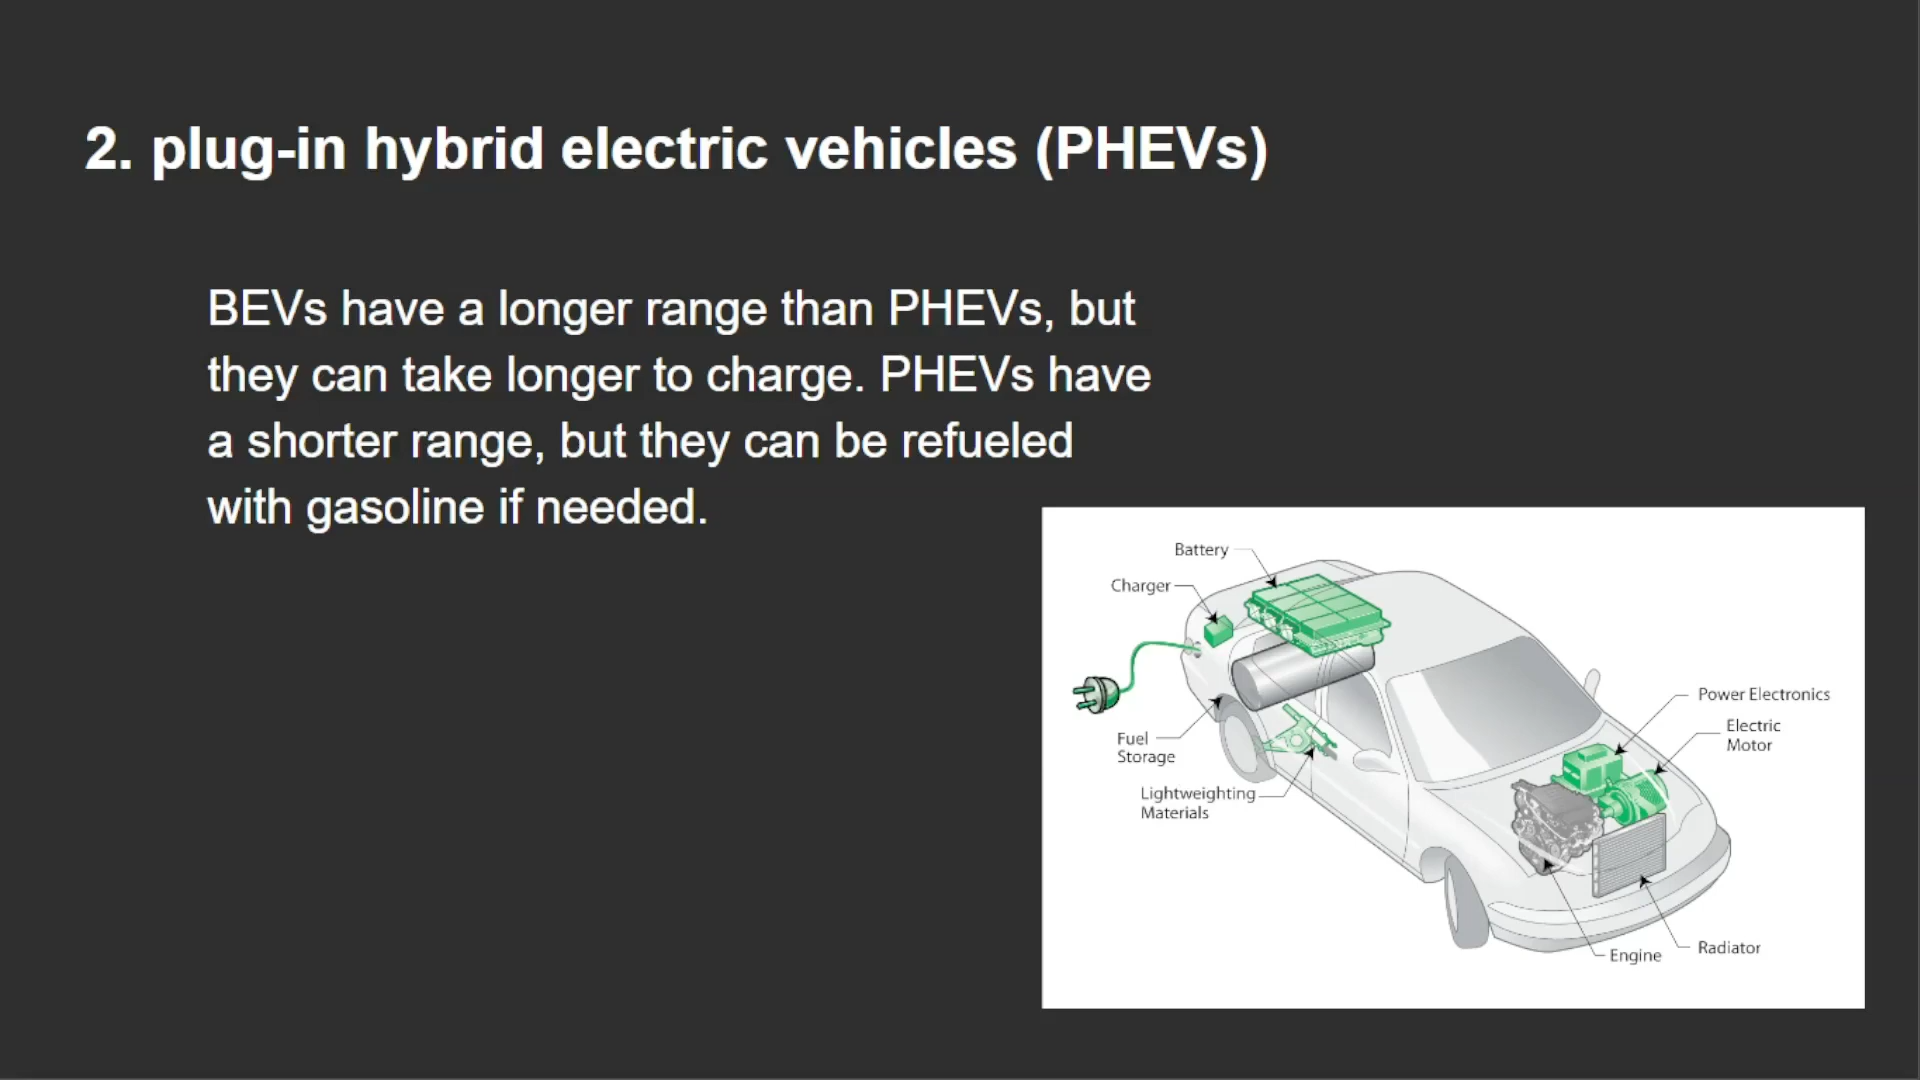 2. plug-in hybrid electric vehicles (PHEVs)
BEVs have a longer range than PHEVs, but
they can take longer to charge. PHEVs have
a shorter range, but they can be refueled
with gasoline if needed.
Battery
Charger
Fuel
Storage
Lightweighting
Materials
Power Electronics
Electric
Motor
Engine
Radiator